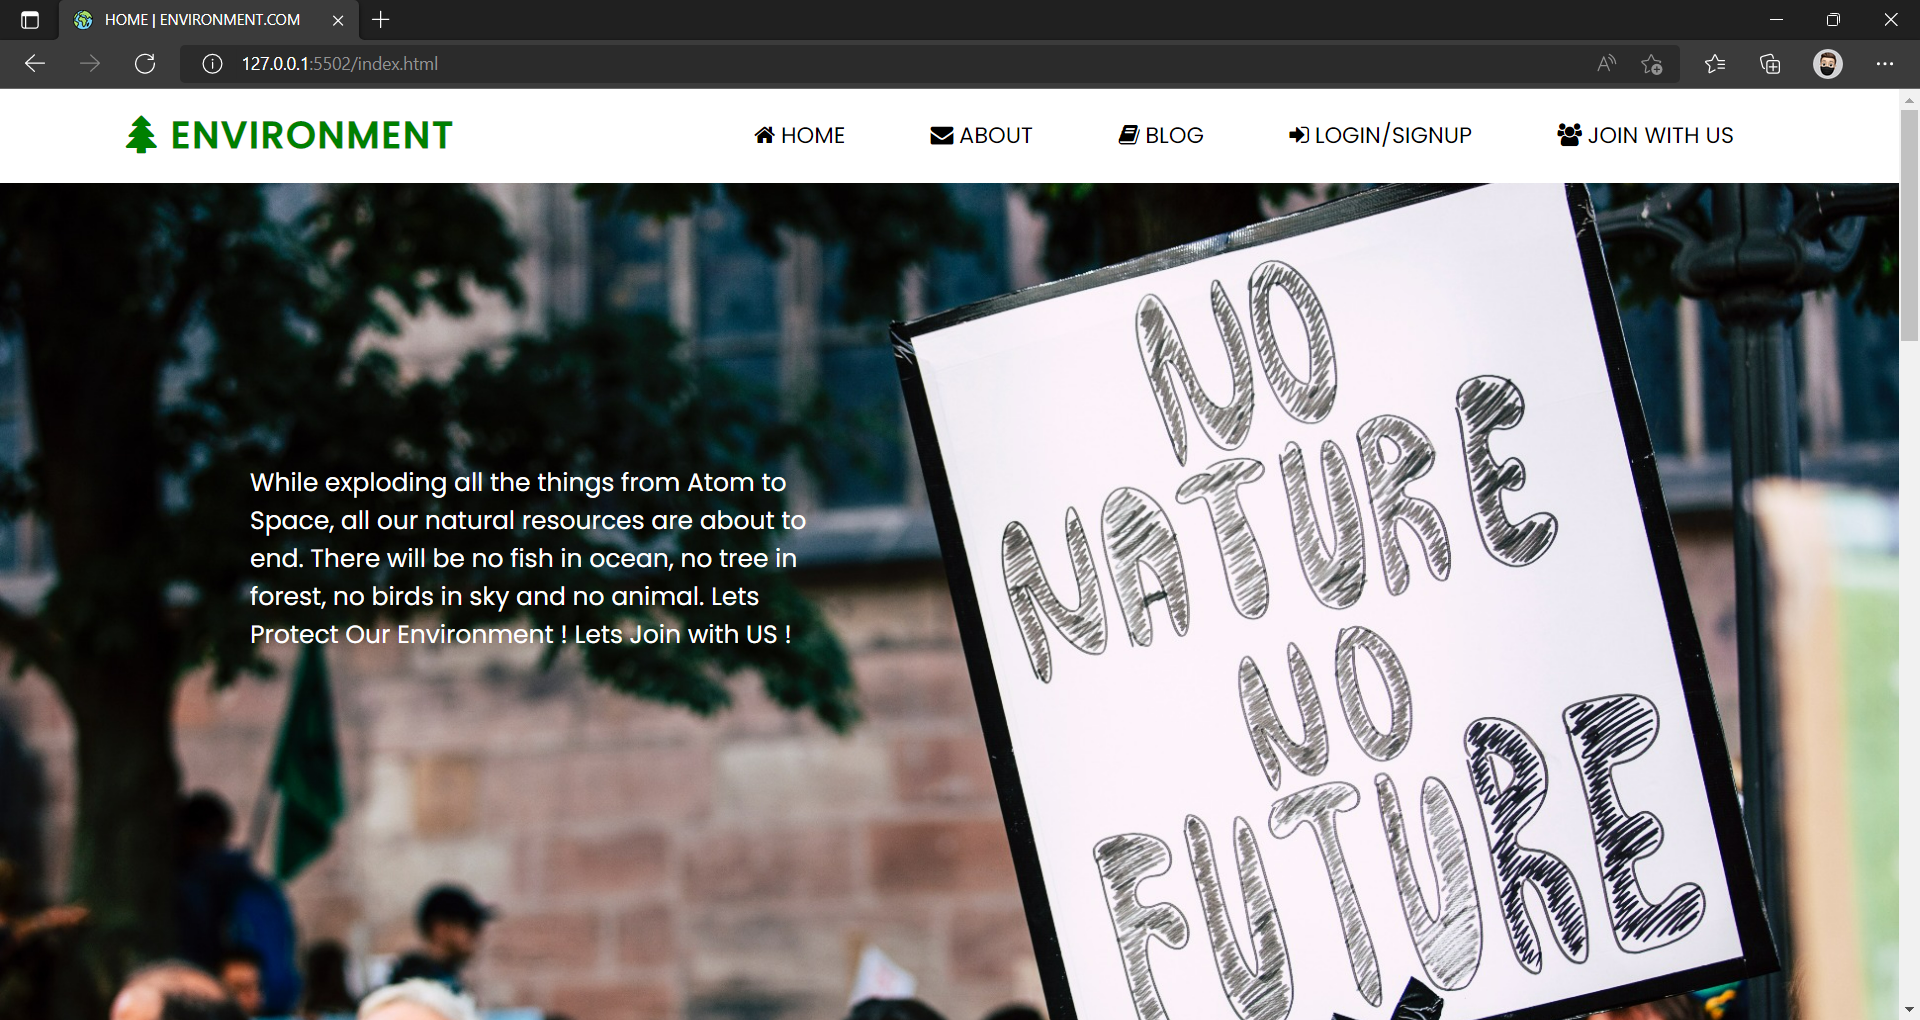 HOME | ENVIRONMENT.COM
127.0.0.1:5502/index.html
ENVIRONMENT
HOME
ABOUT
BLOG
LOGIN/SIGNUP
JOIN WITH US
While exploding all the things from Atom to
Space, all our natural resources are about to
end. There will be no fish in ocean, no tree in
forest, no birds in sky and no animal. Lets
Protect Our Environment ! Lets Join with US !
NO
NATURE
NO
FUTURE